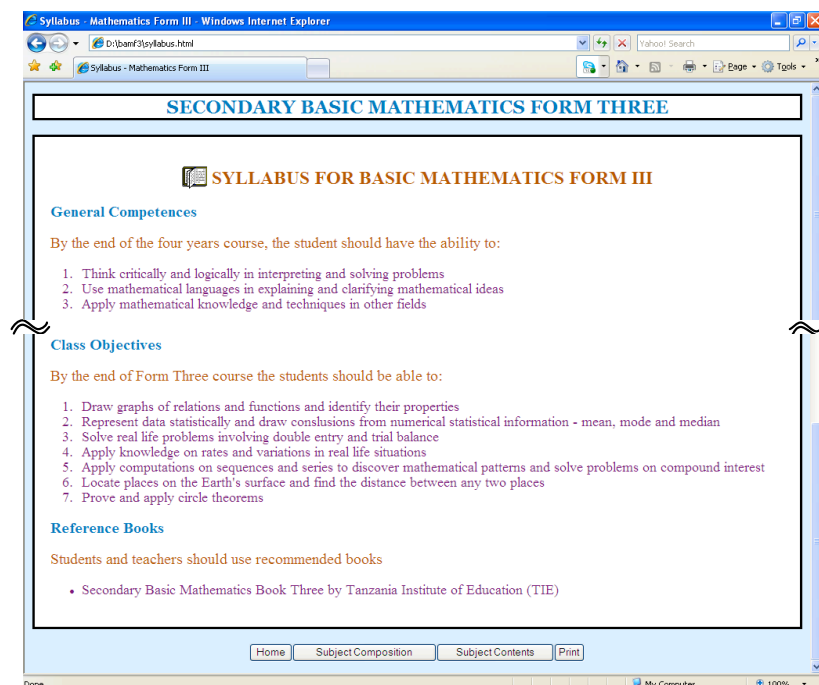 Syllabus - Mathematics Form III - Windows Internet Explorer
D:\bamf3\syllabus.html
Yahoo! Search
Syllabus - Mathematics Form III
Page
Tools
SECONDARY BASIC MATHEMATICS FORM THREE
SYLLABUS FOR BASIC MATHEMATICS FORM III
General Competences
By the end of the four years course, the student should have the ability to:
1. Think critically and logically in interpreting and solving problems
2. Use mathematical languages in explaining and clarifying mathematical ideas
3. Apply mathematical knowledge and techniques in other fields
Class Objectives
By the end of Form Three course the students should be able to:
1. Draw graphs of relations and functions and identify their properties
2. Represent data statistically and draw conslusions from numerical statistical information - mean, mode and median
3. Solve real life problems involving double entry and trial balance
4. Apply knowledge on rates and variations in real life situations
5. Apply computations on sequences and series to discover mathematical patterns and solve problems on compound interest
6. Locate places on the Earth's surface and find the distance between any two places
7. Prove and apply circle theorems
Reference Books
Students and teachers should use recommended books
• Secondary Basic Mathematics Book Three by Tanzania Institute of Education (TIE)
Home Subject Composition Subject Contents Print
Done My Computer 100%